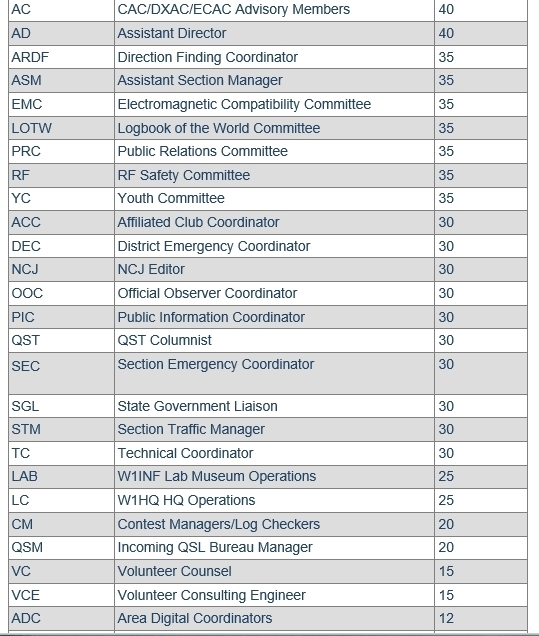 AC CAC/DXAC/ECAC Advisory Members 40
AD Assistant Director 40
ARDF Direction Finding Coordinator 35
ASM Assistant Section Manager 35
EMC Electromagnetic Compatibility Committee 35
LOTW Logbook of the World Committee 35
PRC Public Relations Committee 35
RF RF Safety Committee 35
YC Youth Committee 35
ACC Affiliated Club Coordinator 30
DEC District Emergency Coordinator 30
NCJ NCJ Editor 30
OOC Official Observer Coordinator 30
PIC Public Information Coordinator 30
QST QST Columnist 30
SEC Section Emergency Coordinator 30
SGL State Government Liaison 30
STM Section Traffic Manager 30
TC Technical Coordinator 30
LAB W1INF Lab Museum Operations 25
LC W1HQ HQ Operations 25
CM Contest Managers/Log Checkers 20
QSM Incoming QSL Bureau Manager 20
VC Volunteer Counsel 15
VCE Volunteer Consulting Engineer 15
ADC Area Digital Coordinators 12